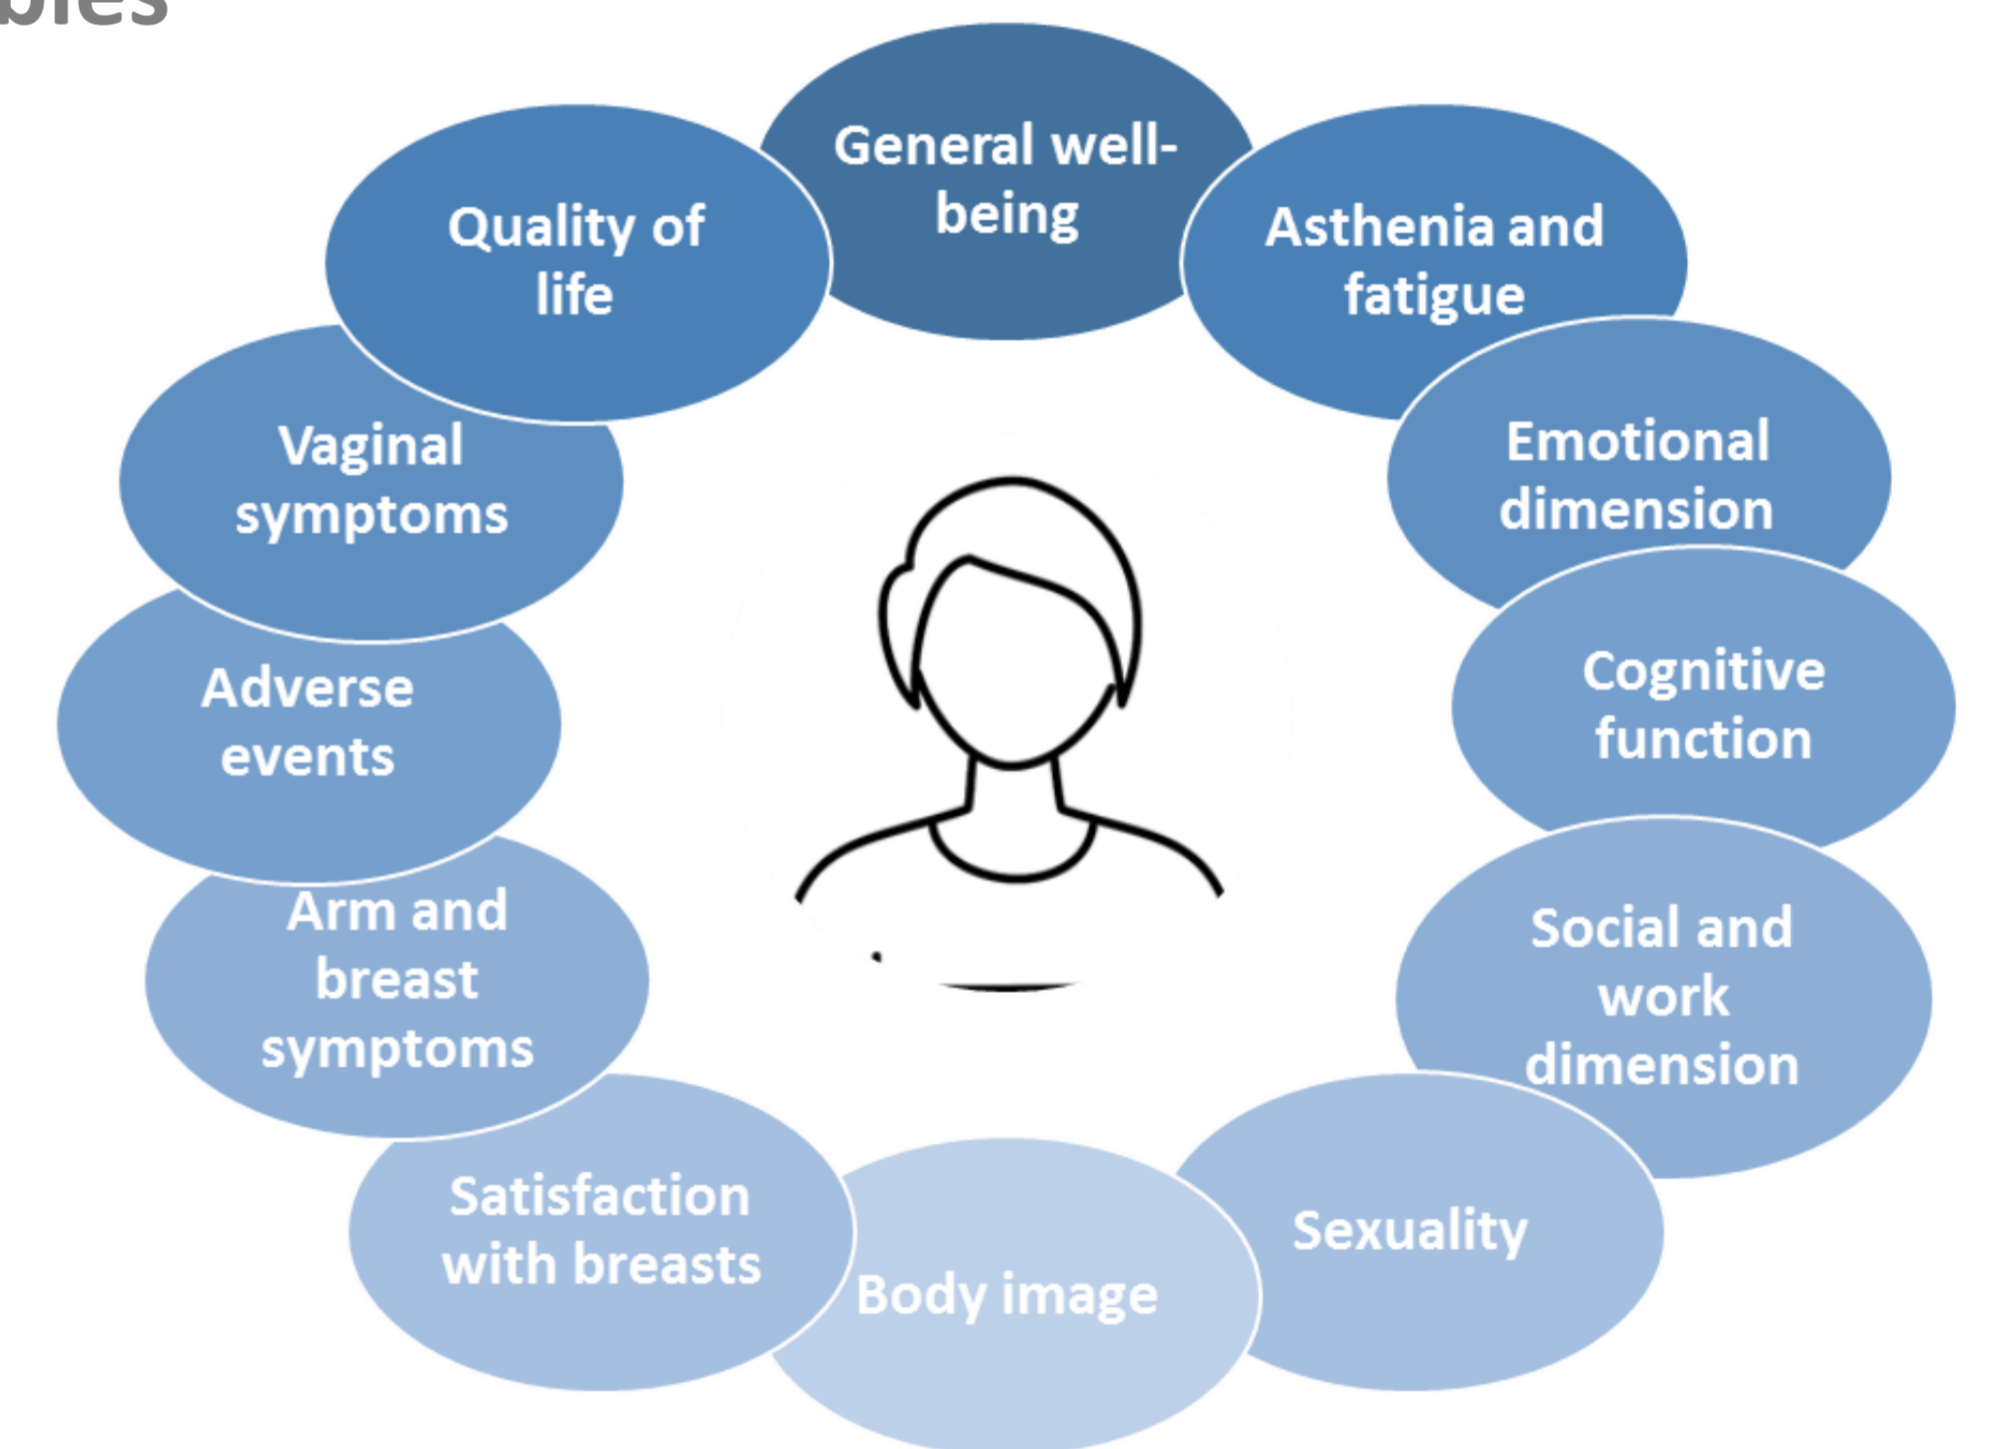 General well-
being
Asthenia and
fatigue
Emotional
dimension
Cognitive
function
Social and
work
dimension
Sexuality
Body image
Satisfaction
with breasts
Arm and
breast
symptoms
Adverse
events
Vaginal
symptoms
Quality of
life